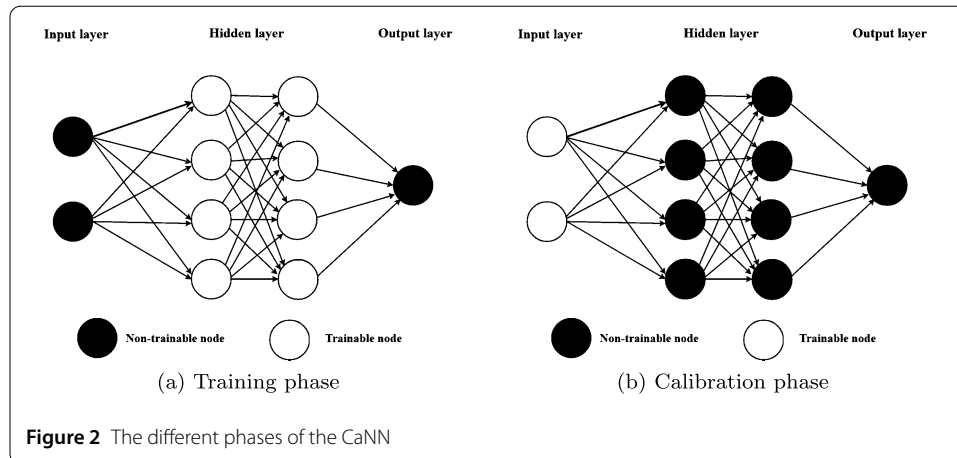 Input layer Hidden layer Output layer
Non-trainable node Trainable node
(a) Training phase
Input layer Hidden layer Output layer
Non-trainable node Trainable node
(b) Calibration phase
Figure 2 The different phases of the CaNN